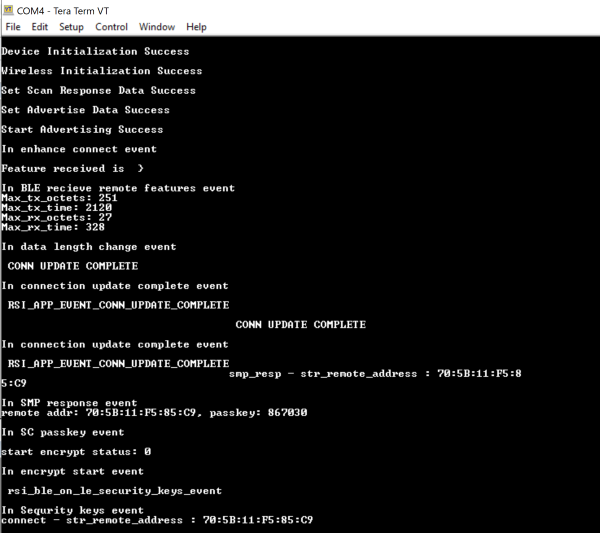 COM4 - Tera Term VT
File Edit Setup Control Window Help
Device Initialization Success
Wireless Initialization Success
Set Scan Response Data Success
Set Advertise Data Success
Start Advertising Success
In enhance connect event
Feature received is }
In BLE recieve remote features event
Max_tx_octets: 251
Max_tx_time: 2120
Max_rx_octets: 27
Max_rx_time: 328
In data length change event
CONN UPDATE COMPLETE
In connection update complete event
RSI_APP_EVENT_CONN_UPDATE_COMPLETE
CONN UPDATE COMPLETE
In connection update complete event
RSI_APP_EVENT_CONN_UPDATE_COMPLETE
smp_resp - str_remote_address : 70:5B:11:F5:8
5:C9
In SMP response event
remote addr: 70:5B:11:F5:85:C9, passkey: 867030
In SC passkey event
start encrypt status: 0
In encrypt start event
rsi_ble_on_le_security_keys_event
In Sequrity keys event
connect - str_remote_address : 70:5B:11:F5:85:C9